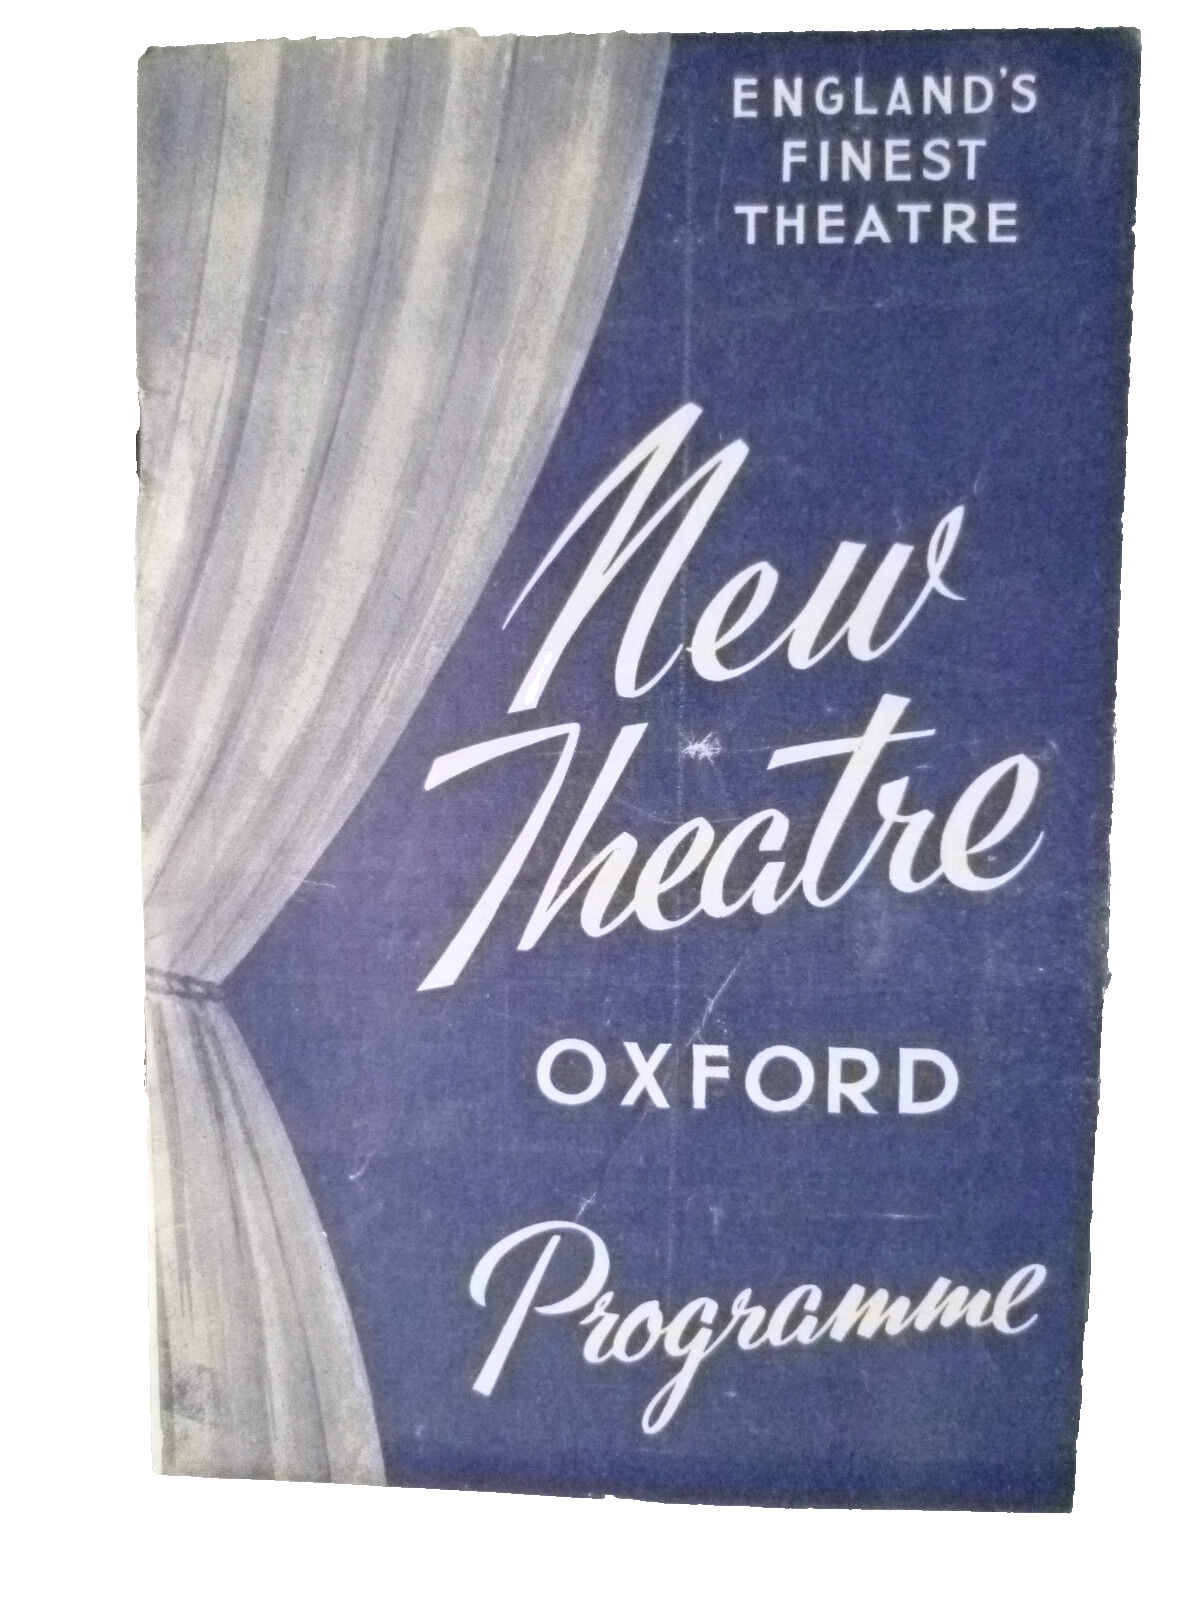 ENGLAND'S
FINEST
THEATRE
New
Theatre
OXFORD
Programme